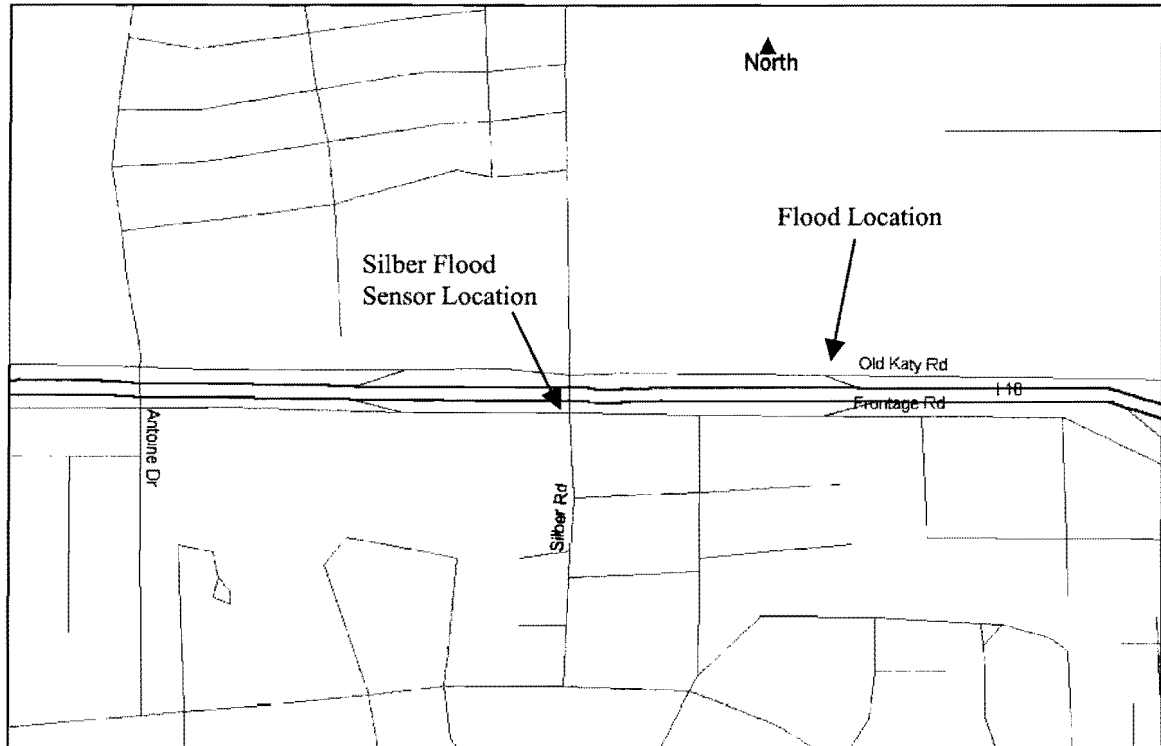 North
Flood Location
Silber Flood
Sensor Location
Old Katy Rd
I-10
Frontage Rd
Antoine Dr
Silber Rd